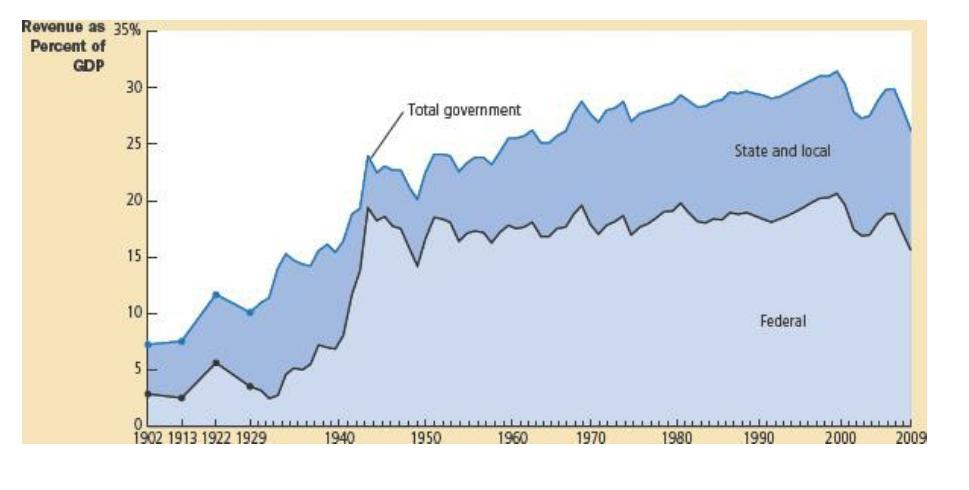 Revenue as
Percent of
GDP
35%
30
25
20
15
10
5
0
Total government
State and local
Federal
1902 1913 1922 1929 1940 1950 1960 1970 1980 1990 2000 2009